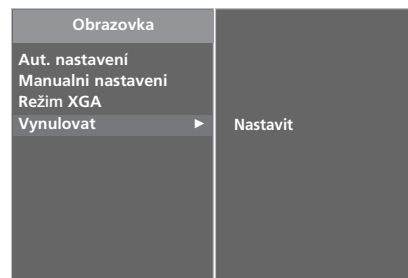 Obrazovka
Aut. nastavení
Manualni nastaveni
Režim XGA
Vynulovat ►
Nastavit